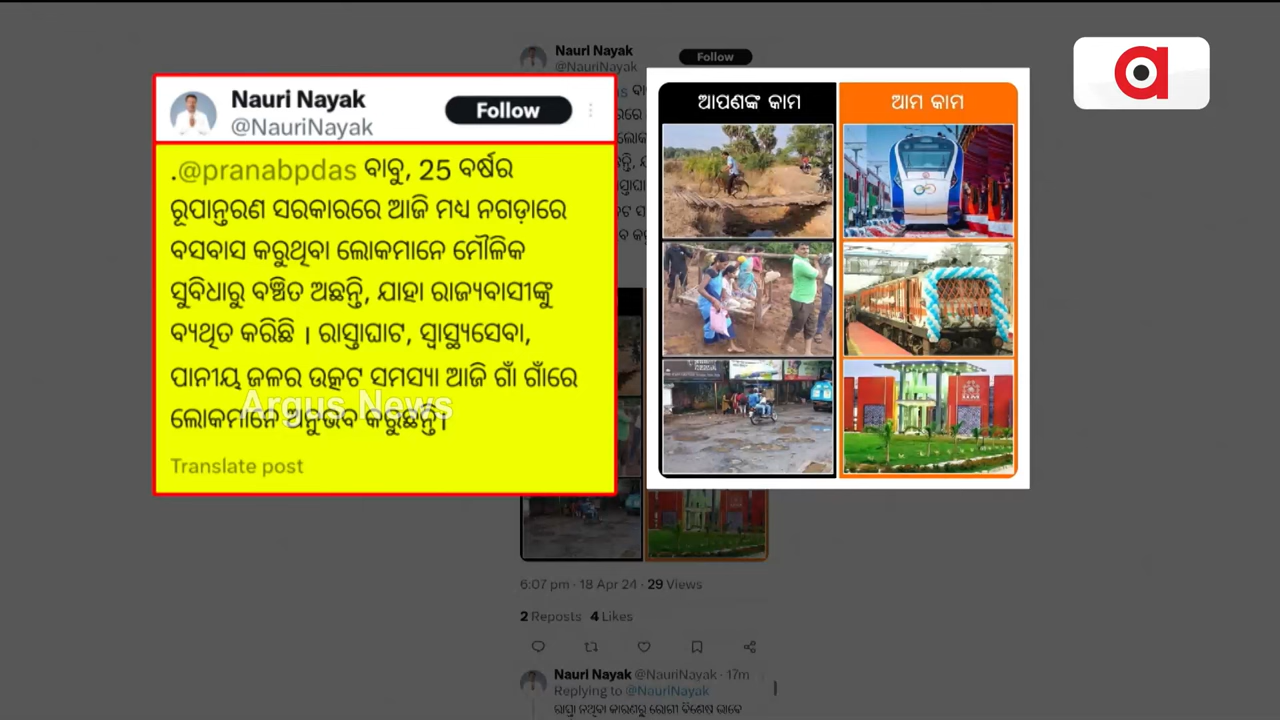 Nauri Nayak
@NauriNayak
Follow
Nauri Nayak
@NauriNayak
Follow
.@pranabpdas ବାବୁ, 25 ବର୍ଷର
ରୂପାନ୍ତରଣ ସରକାରରେ ଆଜି ମଧ୍ୟ ନଗଡ଼ାରେ
ବସବାସ କରୁଥିବା ଲୋକମାନେ ମୌଳିକ
ସୁବିଧାରୁ ବଞ୍ଚିତ ଅଛନ୍ତି, ଯାହା ରାଜ୍ୟବାସୀଙ୍କୁ
ବ୍ୟଥିତ କରିଛି । ରାସ୍ତାଘାଟ, ସ୍ୱାସ୍ଥ୍ୟସେବା,
ପାନୀୟ ଜଳର ଉତ୍କଟ ସମସ୍ୟା ଆଜି ଗାଁ ଗାଁରେ
ଲୋକମାନେ ଅନୁଭବ କରୁଛନ୍ତି।
Argus News
Translate post
ଆପଣଙ୍କ କାମ
ଆମ କାମ
6:07 pm · 18 Apr 24 · 29 Views
2 Reposts 4 Likes
Nauri Nayak @NauriNayak · 17m
Replying to @NauriNayak
ରାସ୍ତା ନଥିବା କାରଣରୁ ରୋଗୀ ବିଶେଷ ଭାବେ